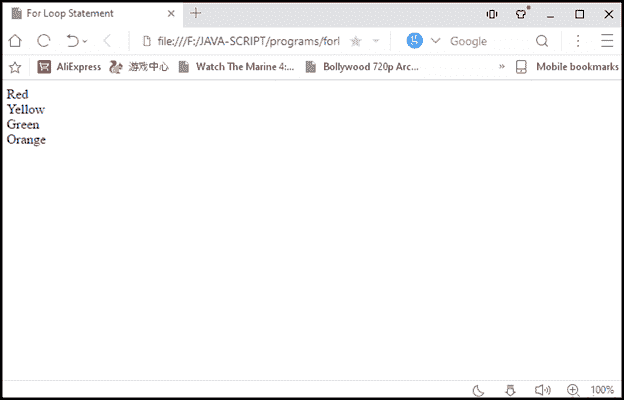 For Loop Statement
file:///F:/JAVA-SCRIPT/programs/forl
Google
AliExpress 游戏中心 Watch The Marine 4:... Bollywood 720p Arc... » Mobile bookmarks
Red
Yellow
Green
Orange
100%